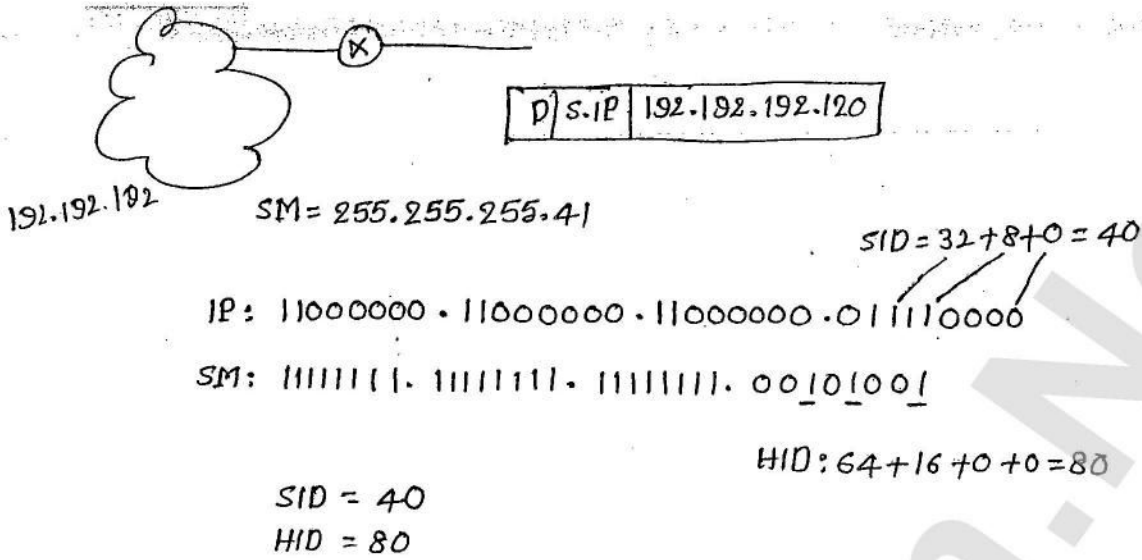 D | S.IP | 192.192.192.120
192.192.192
SM = 255.255.255.41
SID = 32+8+0 = 40
IP: 11000000.11000000.11000000.011110000
SM: 11111111.11111111.11111111.00101001
HID: 64+16+0+0=80
SID = 40
HID = 80